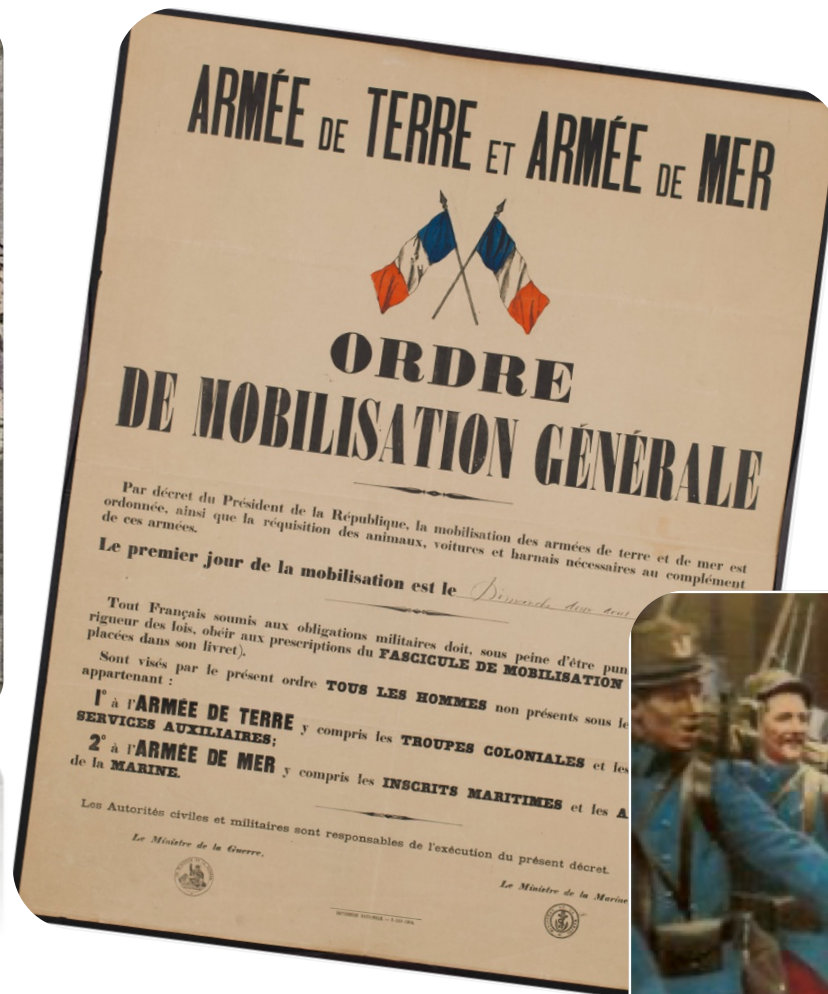 ARMÉE DE TERRE ET ARMÉE DE MER
ORDRE
DE MOBILISATION GÉNÉRALE
Par décret du Président de la République, la mobilisation des armées de terre et de mer est
ordonnée, ainsi que la réquisition des animaux, voitures et harnais nécessaires au complément
de ces armées.
Le premier jour de la mobilisation est le Dimanche deux août
Tout Français soumis aux obligations militaires doit, sous peine d'être pun
rigueur des lois, obéir aux prescriptions du FASCICULE DE MOBILISATION
placées dans son livret).
Sont visés par le présent ordre TOUS LES HOMMES non présents sous le
appartenant :
1° à l'ARMÉE DE TERRE y compris les TROUPES COLONIALES et les
SERVICES AUXILIAIRES;
2° à l'ARMÉE DE MER y compris les INSCRITS MARITIMES et les A
de la MARINE.
Les Autorités civiles et militaires sont responsables de l'exécution du présent décret.
Le Ministre de la Guerre,
Le Ministre de la Marine